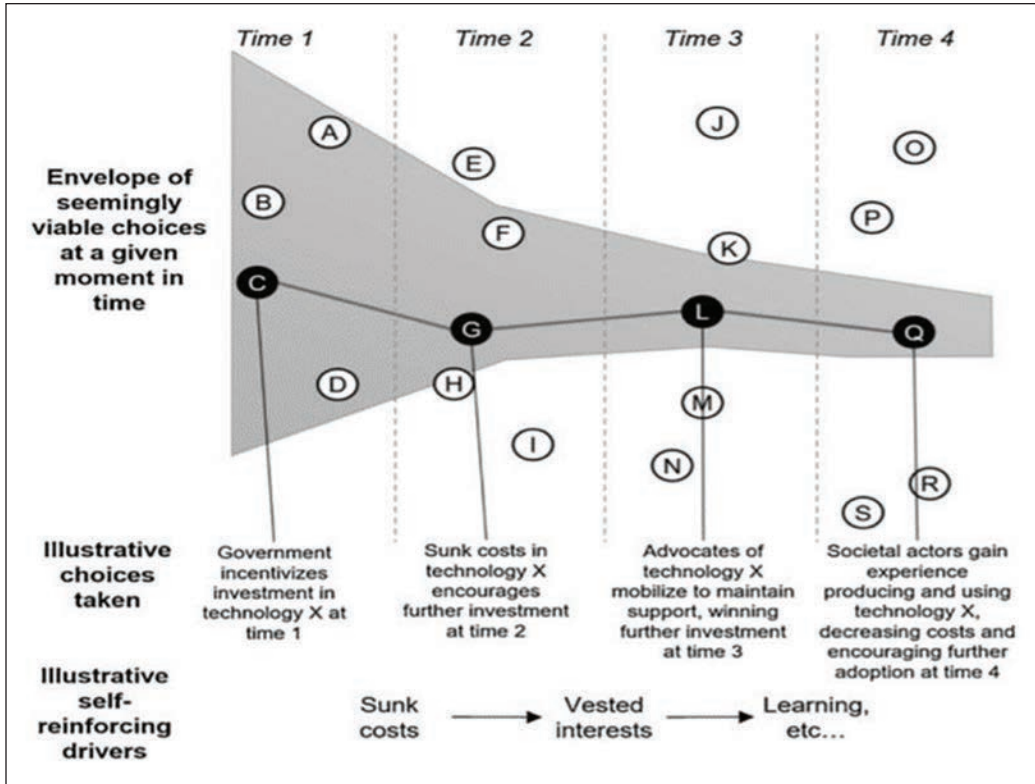 Time 1
Time 2
Time 3
Time 4
Envelope of
seemingly
viable choices
at a given
moment in
time
A
B
C
D
E
F
G
H
I
J
K
L
M
N
O
P
Q
R
S
Illustrative
choices
taken
Government
incentivizes
investment in
technology X at
time 1
Sunk costs in
technology X
encourages
further investment
at time 2
Advocates of
technology X
mobilize to maintain
support, winning
further investment
at time 3
Societal actors gain
experience
producing and using
technology X,
decreasing costs and
encouraging further
adoption at time 4
Illustrative
self-
reinforcing
drivers
Sunk
costs
Vested
interests
Learning,
etc...